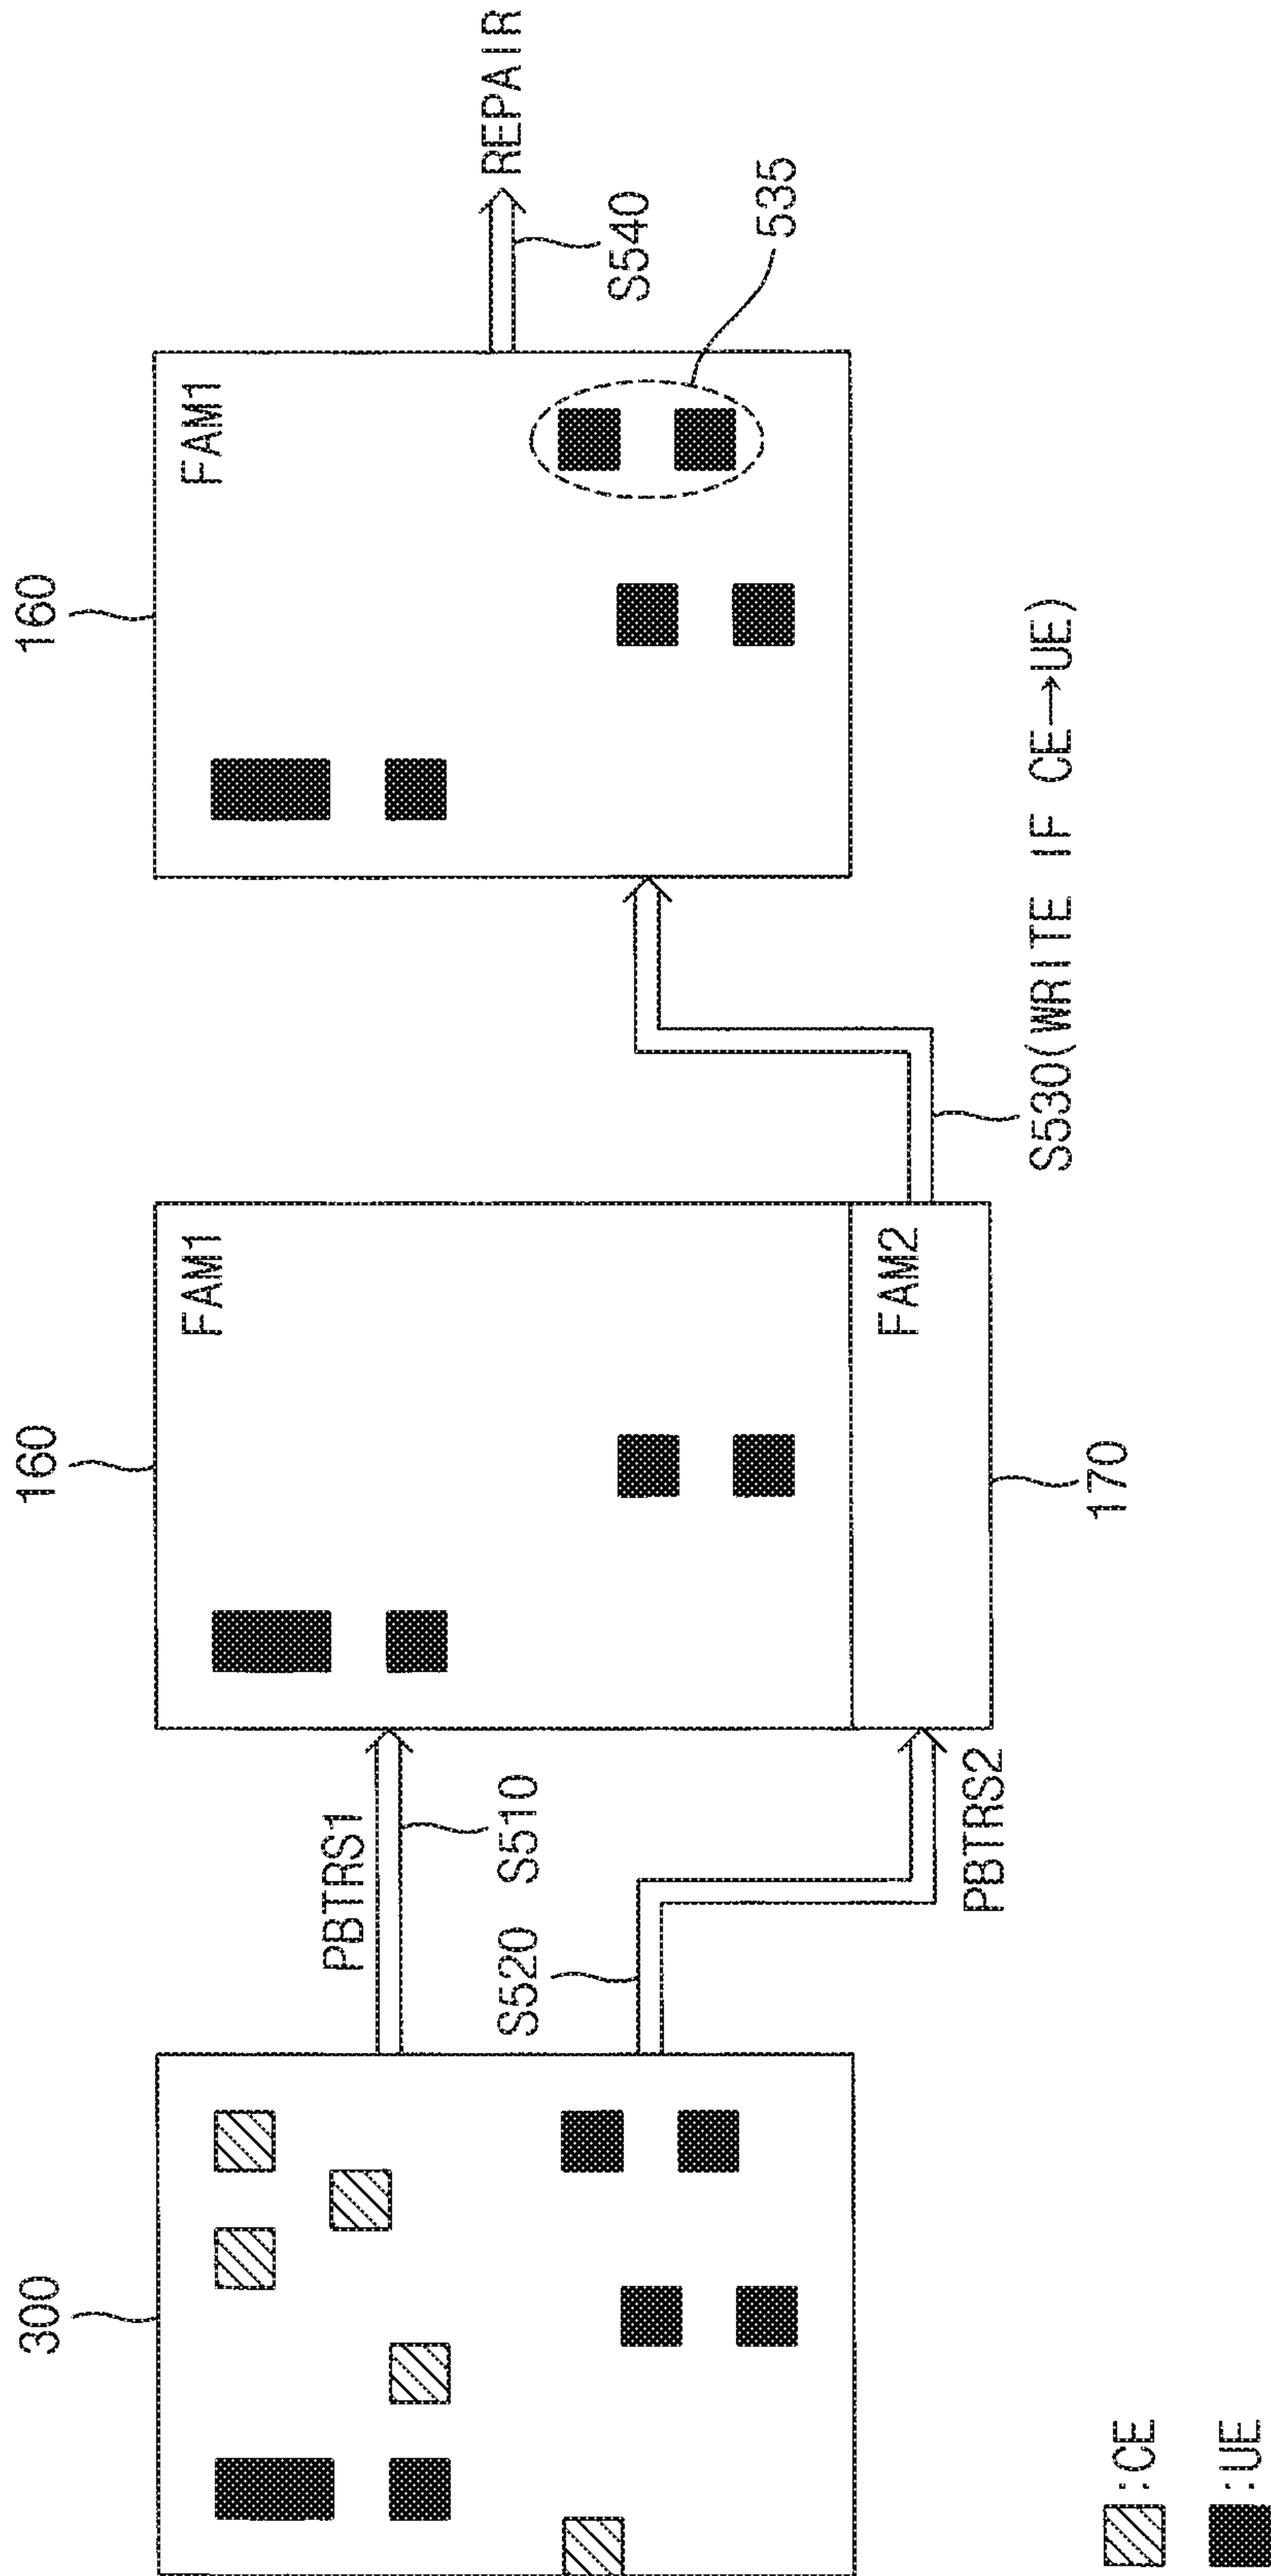 300
160
160
FAM1
FAM1
PBTRS1
REPAIR
S520
S510
S540
535
FAM2
PBTRS2
170
S530(WRITE IF CE→UE)
:CE
:UE